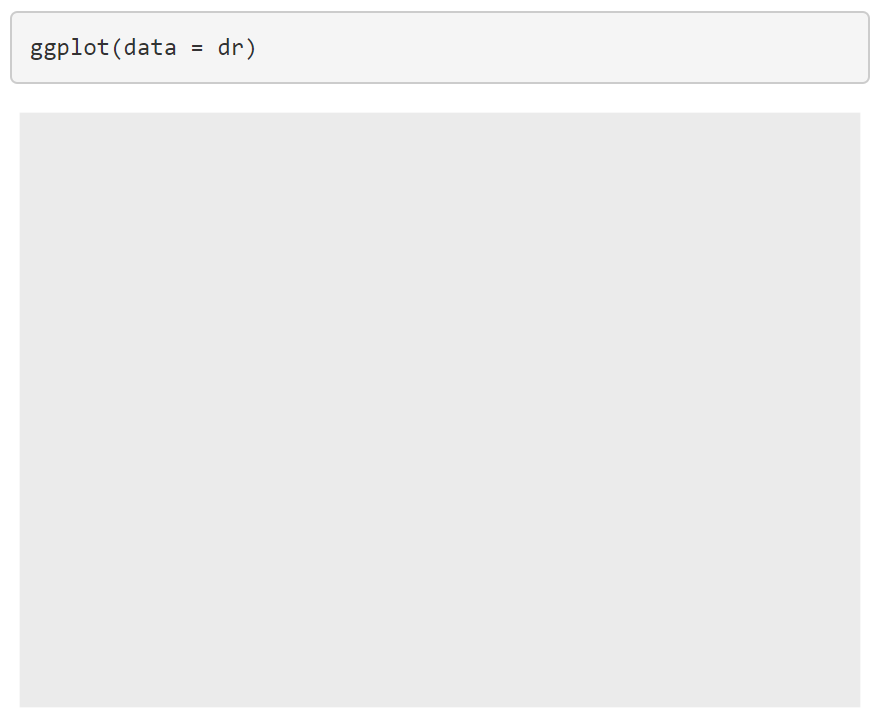 ggplot(data = dr)